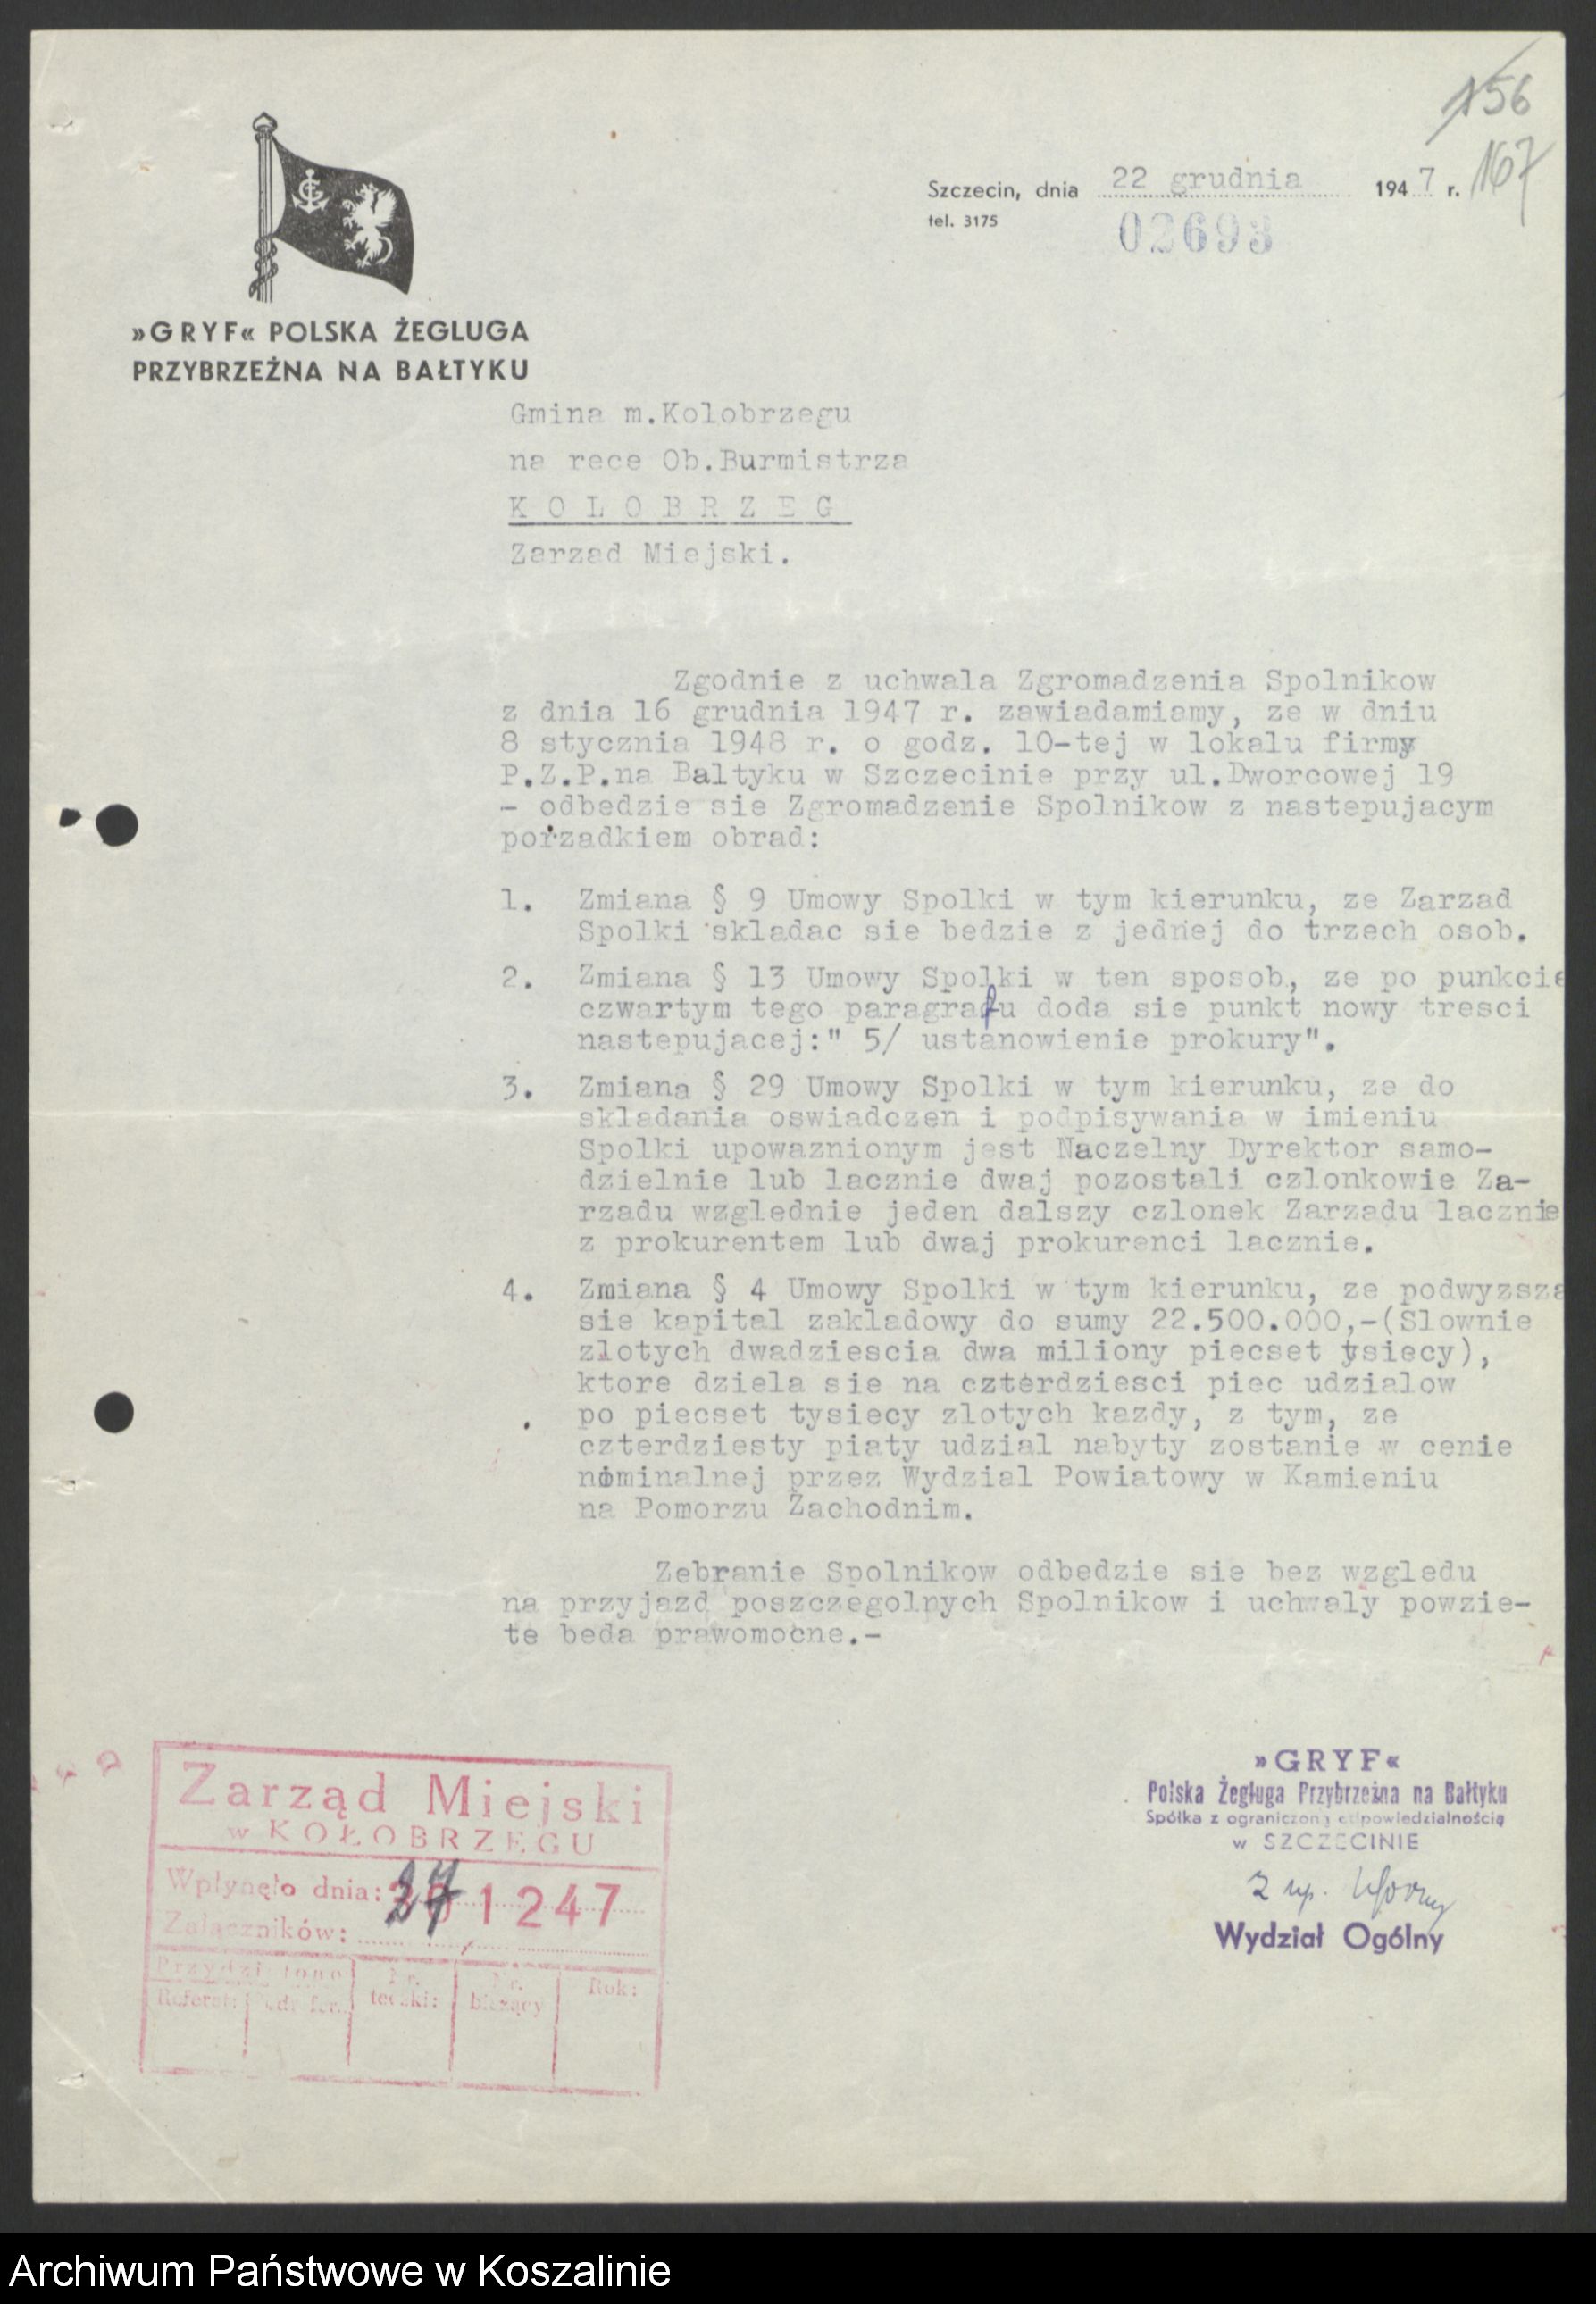 156
167
Szczecin, dnia 22 grudnia 1947 r.
tel. 3175
02693
»GRYF« POLSKA ŻEGLUGA
PRZYBRZEŻNA NA BAŁTYKU
Gmina m.Kolobrzegu
na rece Ob.Burmistrza
K O L O B R Z E G
Zarzad Miejski.
Zgodnie z uchwala Zgromadzenia Spolnikow
z dnia 16 grudnia 1947 r. zawiadamiamy, ze w dniu
8 stycznia 1948 r. o godz. 10-tej w lokalu firmy
P.Z.P.na Baltyku w Szczecinie przy ul.Dworcowej 19
- odbedzie sie Zgromadzenie Spolnikow z nastepujacym
porzadkiem obrad:
1. Zmiana § 9 Umowy Spolki w tym kierunku, ze Zarzad
Spolki skladac sie bedzie z jednej do trzech osob.
2. Zmiana § 13 Umowy Spolki w ten sposob, ze po punkcie
czwartym tego paragrafu doda sie punkt nowy tresci
nastepujacej:" 5/ ustanowienie prokury".
3. Zmiana § 29 Umowy Spolki w tym kierunku, ze do
skladania oswiadczen i podpisywania w imieniu
Spolki upowaznionym jest Naczelny Dyrektor samo-
dzielnie lub lacznie dwaj pozostali czlonkowie Za-
rzadu wzglednie jeden dalszy czlonek Zarzadu lacznie
z prokurentem lub dwaj prokurenci lacznie.
4. Zmiana § 4 Umowy Spolki w tym kierunku, ze podwyzsza
sie kapital zakladowy do sumy 22.500.000,-(Slownie
zlotych dwadziescia dwa miliony piecset tysiecy),
ktore dziela sie na czterdziesci piec udzialow
po piecset tysiecy zlotych kazdy, z tym, ze
czterdziesty piaty udzial nabyty zostanie w cenie
nominalnej przez Wydzial Powiatowy w Kamieniu
na Pomorzu Zachodnim.
Zebranie Spolnikow odbedzie sie bez wzgledu
na przyjazd poszczegolnych Spolnikow i uchwaly powzie-
te beda prawomocne.-
»GRYF«
Polska Żegluga Przybrzeżna na Bałtyku
Spółka z ograniczoną odpowiedzialnością
w SZCZECINIE
Wydział Ogólny
Zarząd Miejski
w KOŁOBRZEGU
Wpłynęło dnia: 27 1247
Załączników:
Przydzielono
Nr.
teczki:
Nr.
bieżący
Rok:
Referat:
Archiwum Państwowe w Koszalinie